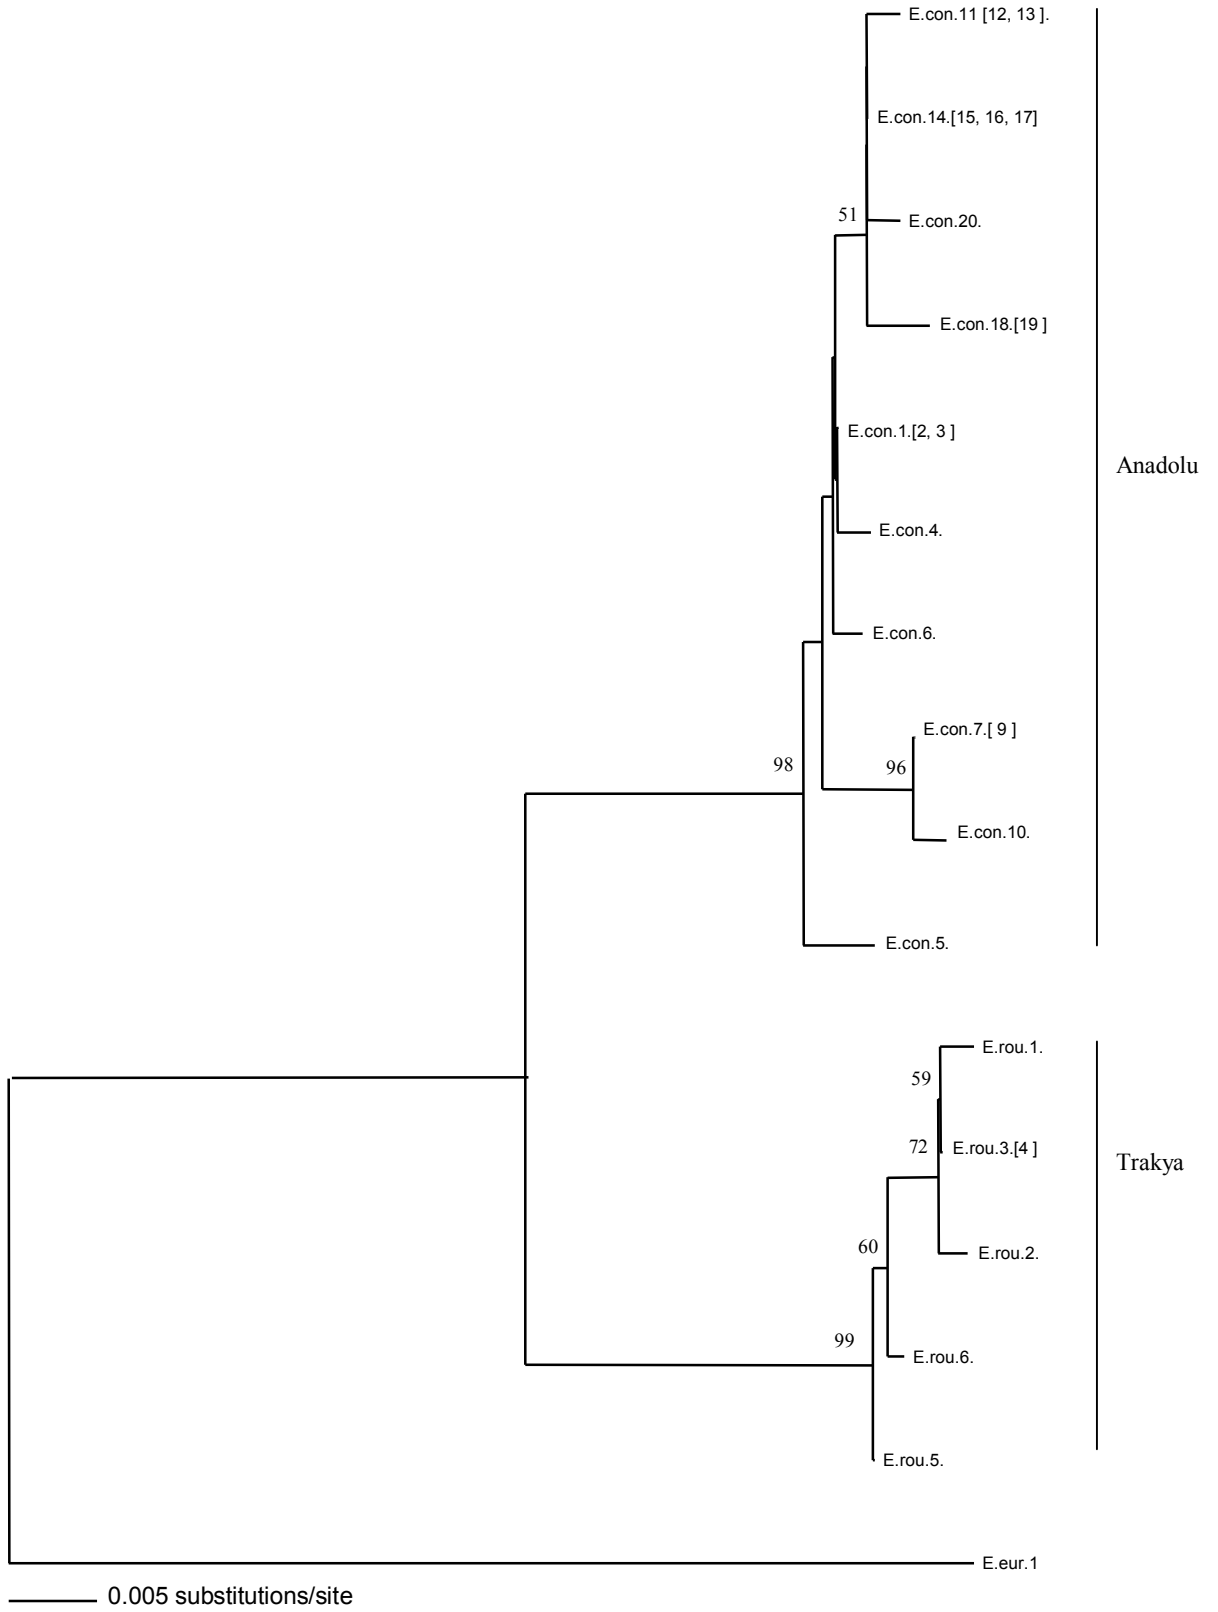 E.con.11 [12, 13 ].
E.con.14.[15, 16, 17]
51
E.con.20.
E.con.18.[19 ]
E.con.1.[2, 3 ]
Anadolu
E.con.4.
E.con.6.
E.con.7.[ 9 ]
98
96
E.con.10.
E.con.5.
E.rou.1.
59
72
E.rou.3.[4 ]
Trakya
60
E.rou.2.
99
E.rou.6.
E.rou.5.
E.eur.1
0.005 substitutions/site